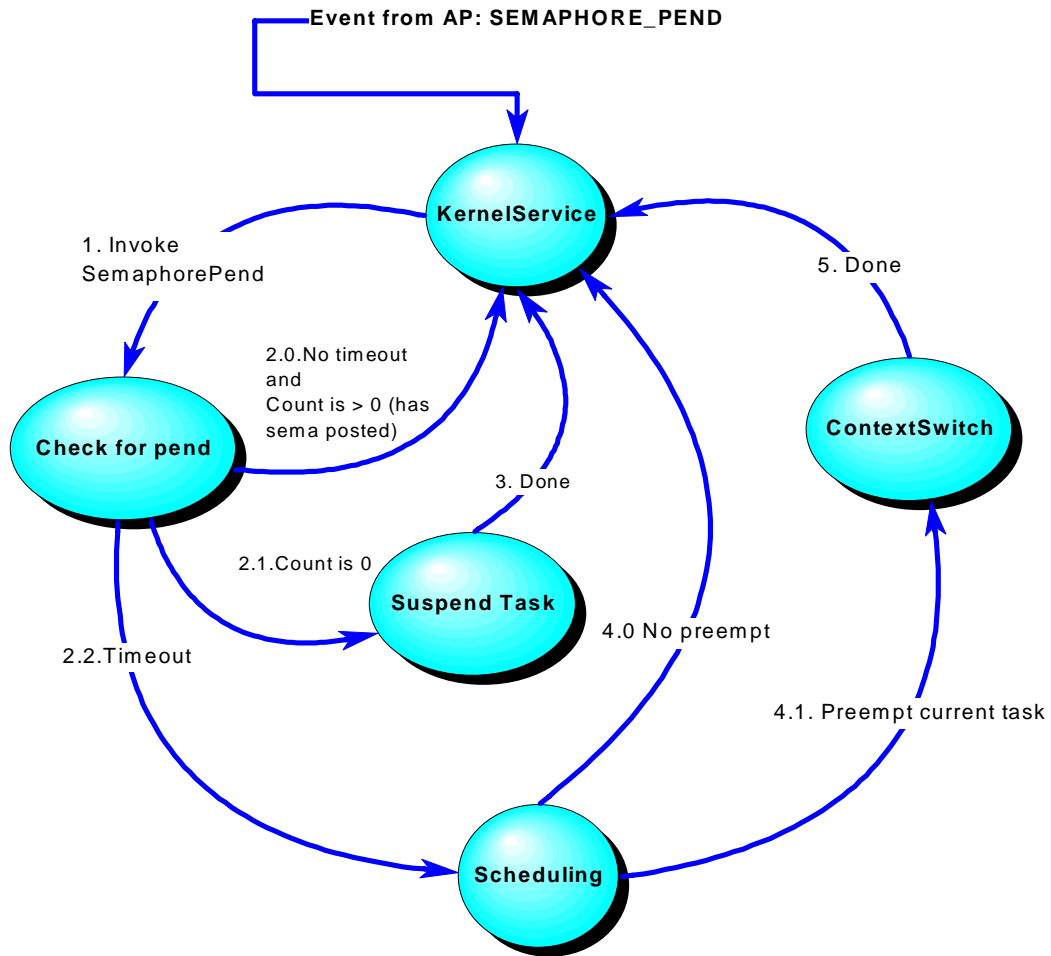 Event from AP: SEMAPHORE_PEND
KernelService
1. Invoke
SemaphorePend
5. Done
2.0.No timeout
and
Count is > 0 (has
sema posted)
Check for pend
ContextSwitch
3. Done
2.1.Count is 0
Suspend Task
4.0 No preempt
2.2.Timeout
4.1. Preempt current task
Scheduling